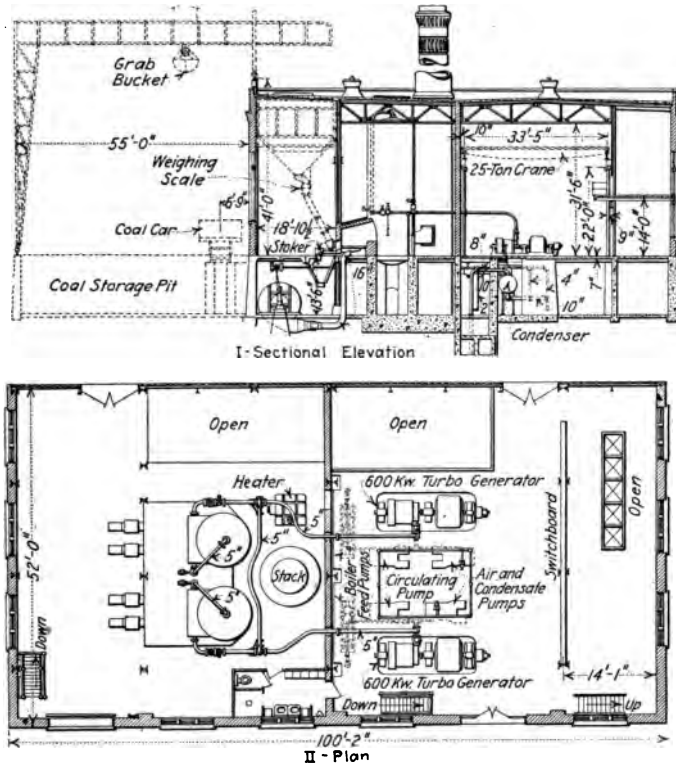 Grab
Bucket
55'-0"
Weighing
Scale
6'-9"
41'-0"
Coal Car
18'-10"
Stoker
Coal Storage Pit
13'-6"
16"
10"
33'-5"
25-Ton Crane
31'-6"
22'-0"
14'-0"
8"
9"
4"
7"
10"
Condenser
I-Sectional Elevation
Open
Open
Heater
600 Kw. Turbo Generator
5"
5"
5"
5"
Stack
Boiler
Feed Pumps
Circulating
Pump
Air and
Condensate
Pumps
Switchboard
Open
52'-0"
Down
5"
600 Kw. Turbo Generator
14'-1"
Down
Up
100'-2"
II-Plan